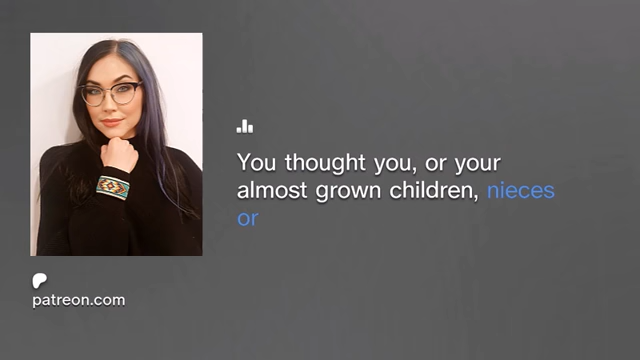 You thought you, or your
almost grown children, nieces
or
patreon.com